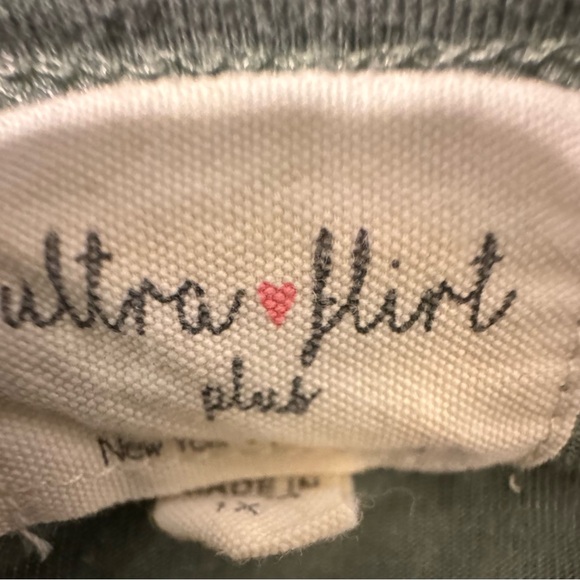 ultra flirt
plus
New York
MADE IN
1X